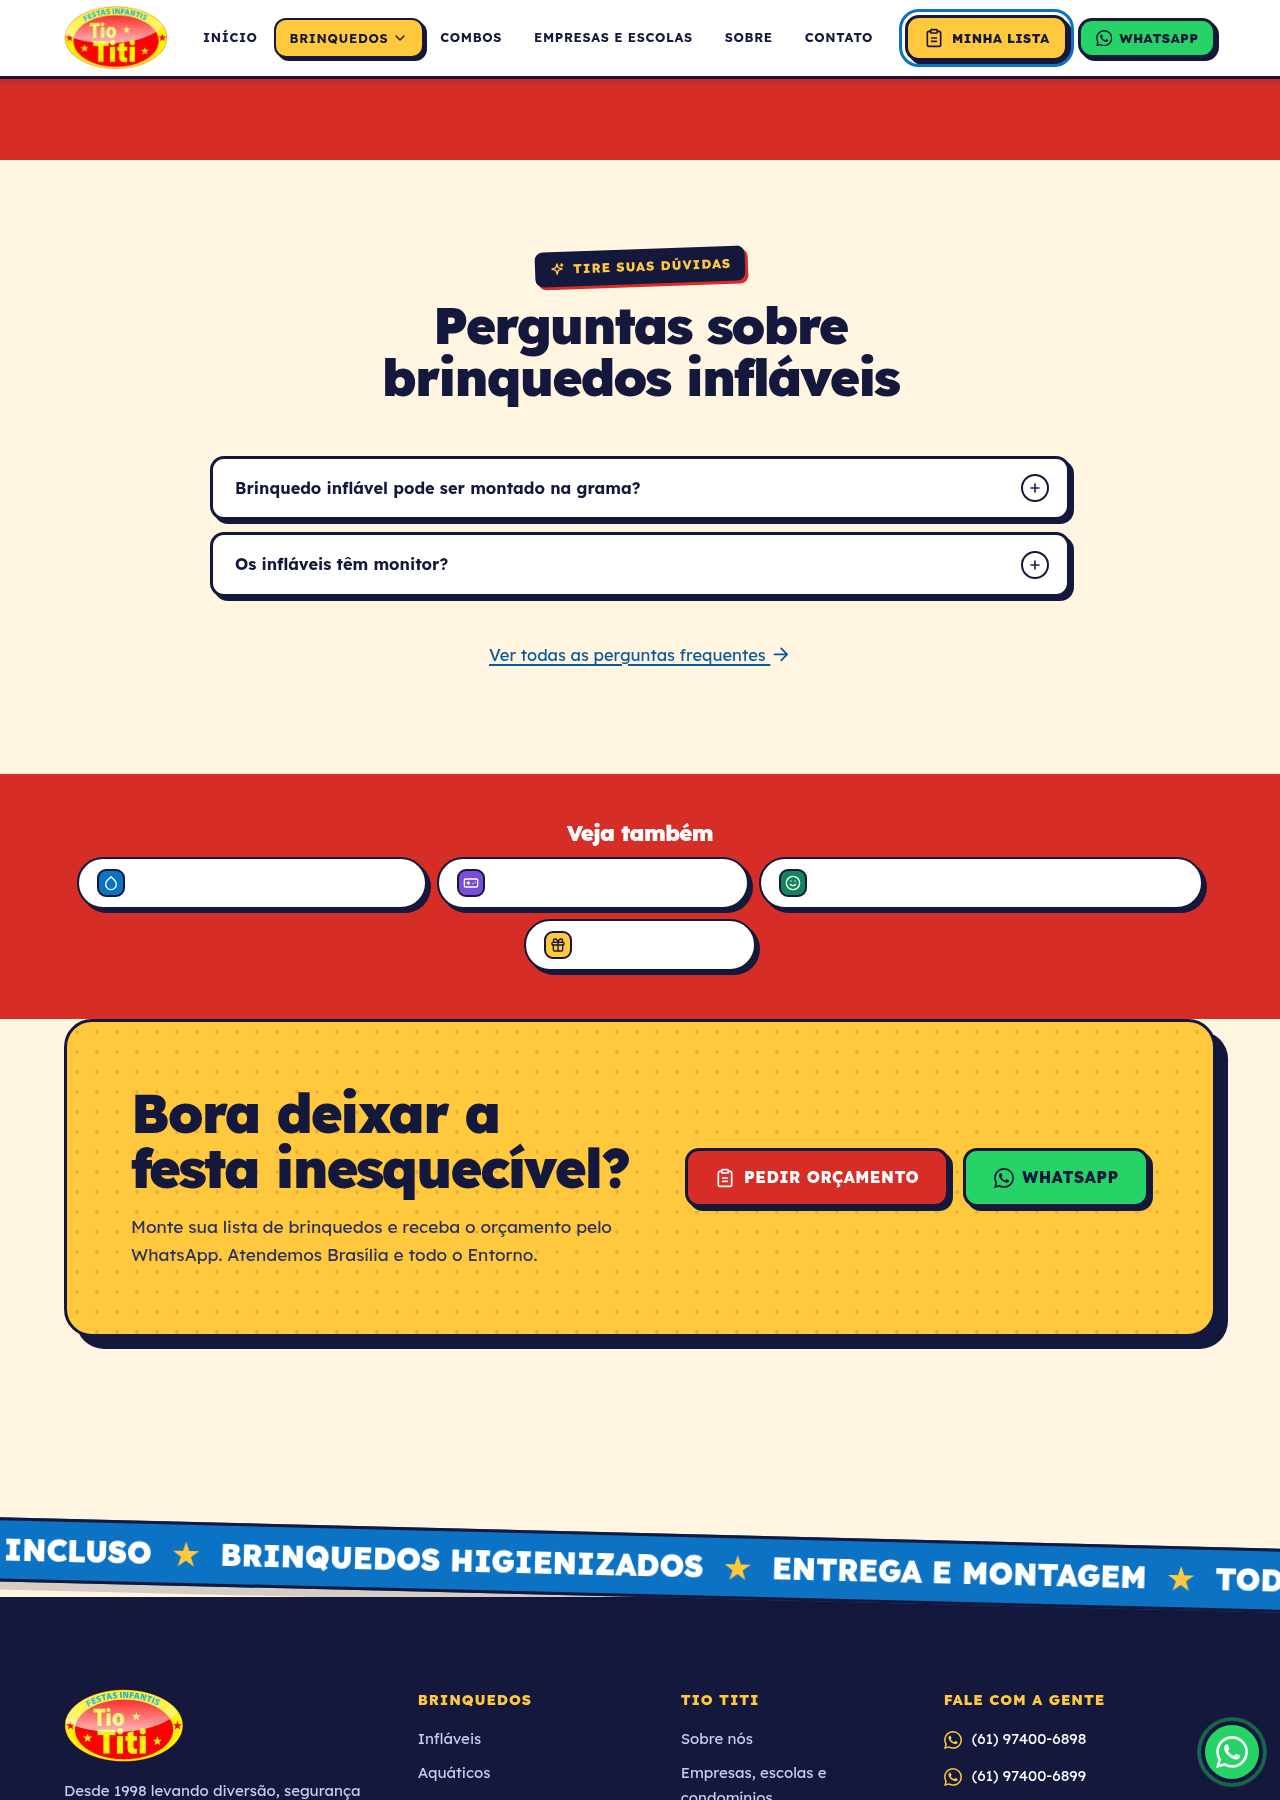 FESTAS INFANTIS
Tio
Titi
INÍCIO
BRINQUEDOS
COMBOS
EMPRESAS E ESCOLAS
SOBRE
CONTATO
MINHA LISTA
WHATSAPP
TIRE SUAS DÚVIDAS
Perguntas sobre
brinquedos infláveis
Brinquedo inflável pode ser montado na grama?
Os infláveis têm monitor?
Ver todas as perguntas frequentes
Veja também
Bora deixar a
festa inesquecível?
Monte sua lista de brinquedos e receba o orçamento pelo
WhatsApp. Atendemos Brasília e todo o Entorno.
PEDIR ORÇAMENTO
WHATSAPP
INCLUSO ★ BRINQUEDOS HIGIENIZADOS ★ ENTREGA E MONTAGEM ★ TOD
FESTAS INFANTIS
Tio
Titi
Desde 1998 levando diversão, segurança
BRINQUEDOS
Infláveis
Aquáticos
TIO TITI
Sobre nós
Empresas, escolas e
condomínios
FALE COM A GENTE
(61) 97400-6898
(61) 97400-6899